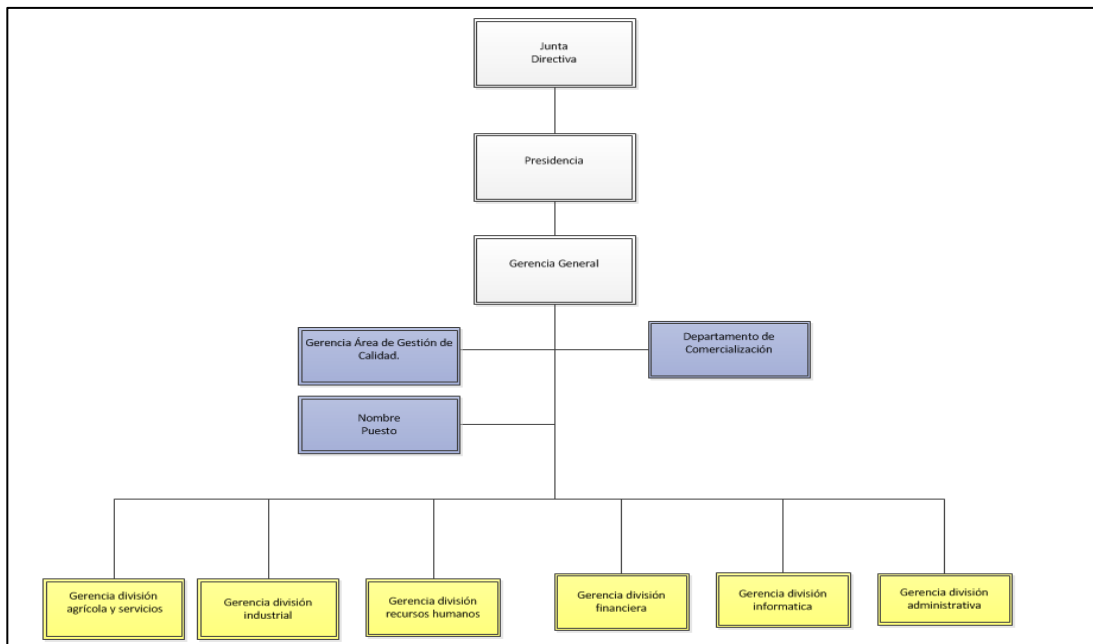 Junta
Directiva
Presidencia
Gerencia General
Gerencia Área de Gestión de
Calidad.
Departamento de
Comercialización
Nombre
Puesto
Gerencia división
agrícola y servicios
Gerencia división
industrial
Gerencia división
recursos humanos
Gerencia división
financiera
Gerencia división
informatica
Gerencia división
administrativa